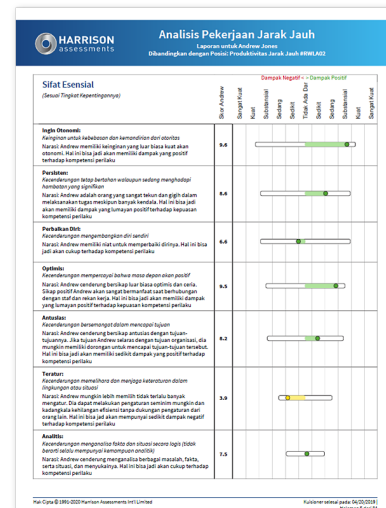 HARRISON
assessments
Analisis Pekerjaan Jarak Jauh
Laporan untuk Andrew Jones
Dibandingkan dengan Posisi: Produktivitas Jarak Jauh #RWLA02
Sifat Esensial
(Sesuai Tingkat Kepentingannya)
Skor Andrew
Dampak Negatif < - > Dampak Positif
Sangat Kuat
Kuat
Substansial
Sedang
Sedikit
Tidak Ada Dampak
Sedikit
Sedang
Substansial
Kuat
Sangat Kuat
Ingin Otonomi:
Keinginan untuk kebebasan dan kemandirian dari otoritas
Narasi: Andrew memiliki keinginan yang luar biasa kuat akan
otonomi. Hal ini bisa jadi akan memiliki dampak yang positif
terhadap kompetensi perilaku
9.6
Persisten:
Kecenderungan tetap bertahan walaupun sedang menghadapi
hambatan yang signifikan
Narasi: Andrew adalah orang yang sangat tekun dan gigih dalam
melaksanakan tugas meskipun banyak kendala. Hal ini bisa jadi
akan memiliki dampak yang lumayan positif terhadap kepuasan
kompetensi perilaku
8.6
Perbaikan Diri:
Kecenderungan mengembangkan diri sendiri
Narasi: Andrew memiliki niat untuk memperbaiki dirinya. Hal ini bisa
jadi akan cukup terhadap kompetensi perilaku
6.6
Optimis:
Kecenderungan mempercayai bahwa masa depan akan positif
Narasi: Andrew cenderung bersikap luar biasa optimis dan ceria.
Sikap positif Andrew akan sangat bermanfaat saat berhubungan
dengan staf dan rekan kerja. Hal ini bisa jadi akan memiliki dampak
yang lumayan positif terhadap kepuasan kompetensi perilaku
9.5
Antusias:
Kecenderungan bersemangat dalam mencapai tujuan
Narasi: Andrew cenderung bersikap antusias dengan tujuan-
tujuannya. Jika tujuan Andrew selaras dengan tujuan organisasi, dia
mungkin memiliki dorongan untuk mencapai tujuan-tujuan tersebut.
Hal ini bisa jadi akan memiliki sedikit dampak yang positif terhadap
kompetensi perilaku
8.2
Teratur:
Kecenderungan memelihara dan menjaga keteraturan dalam
lingkungan atau situasi
Narasi: Andrew mungkin lebih memilih tidak terlalu banyak
mengatur. Dia dapat melakukan pengaturan seminim mungkin dan
kadangkala kehilangan efisiensi tanpa dukungan pengaturan dari
orang lain. Hal ini bisa jadi akan mempunyai sedikit dampak negatif
terhadap kompetensi perilaku
3.9
Analitis:
Kecenderungan menganalisa fakta dan situasi secara logis (tidak
berarti selalu mempunyai kemampuan analitik)
Narasi: Andrew cenderung menganalisa berbagai masalah, fakta,
serta situasi, dan menyukainya. Hal ini bisa jadi akan cukup terhadap
kompetensi perilaku
7.5
Hak Cipta © 1991-2020 Harrison Assessments Int'l Limited
Kuisioner selesai pada: 04/20/2019 |